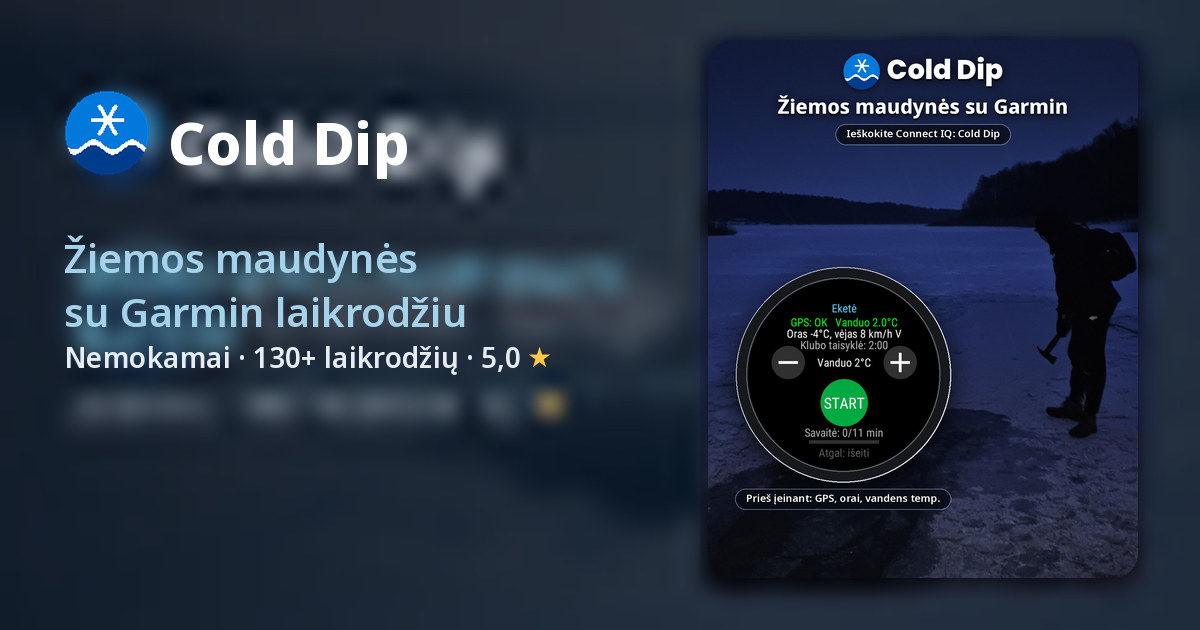 Cold Dip
Žiemos maudynės
su Garmin laikrodžiu
Nemokamai · 130+ laikrodžių · 5,0 ★
Cold Dip
Žiemos maudynės su Garmin
Ieškokite Connect IQ: Cold Dip
Eketė
GPS: OK Vanduo 2.0°C
Oras -4°C, vėjas 8 km/h V
Klubo taisyklė: 2:00
− Vanduo 2°C +
START
Savaitė: 0/11 min
Atgal: išeiti
Prieš įeinant: GPS, orai, vandens temp.